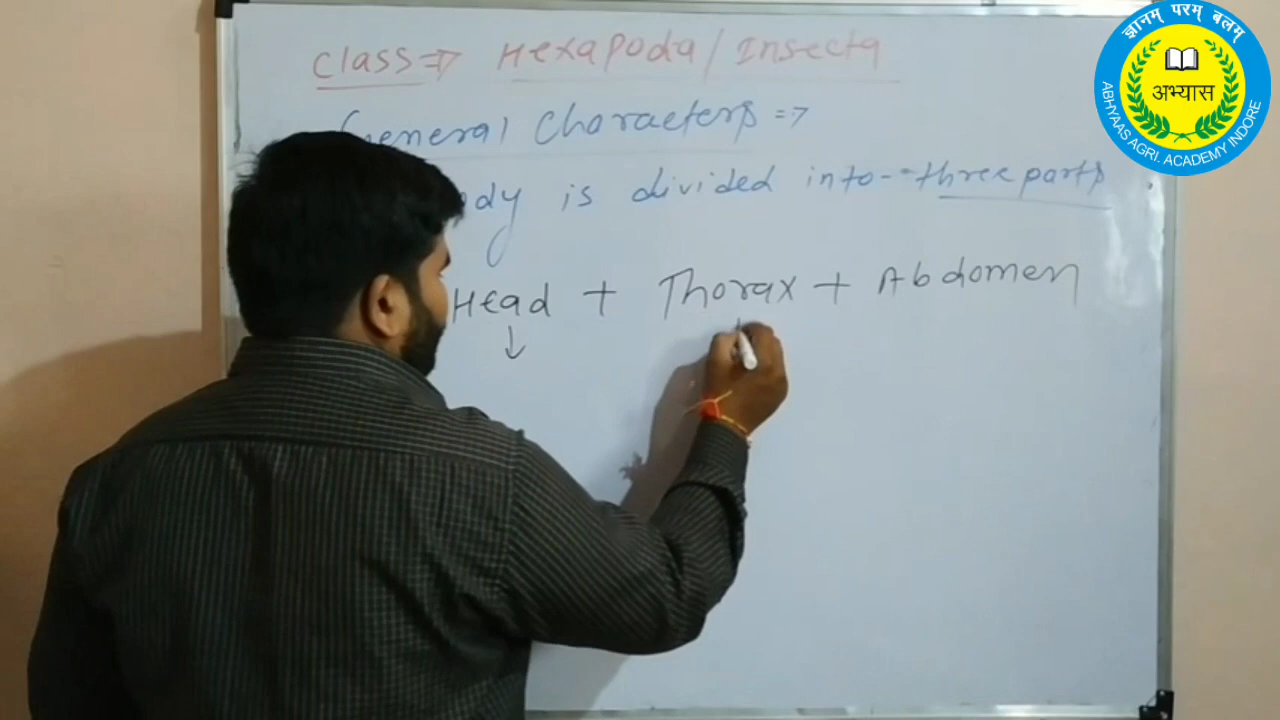 Class => Hexapoda/Insecta
General Characters =>
is divided into three parts
Head + Thorax + Abdomen
ज्ञानम् परम् बलम्
अभ्यास
ABHYAAS AGRI. ACADEMY INDORE